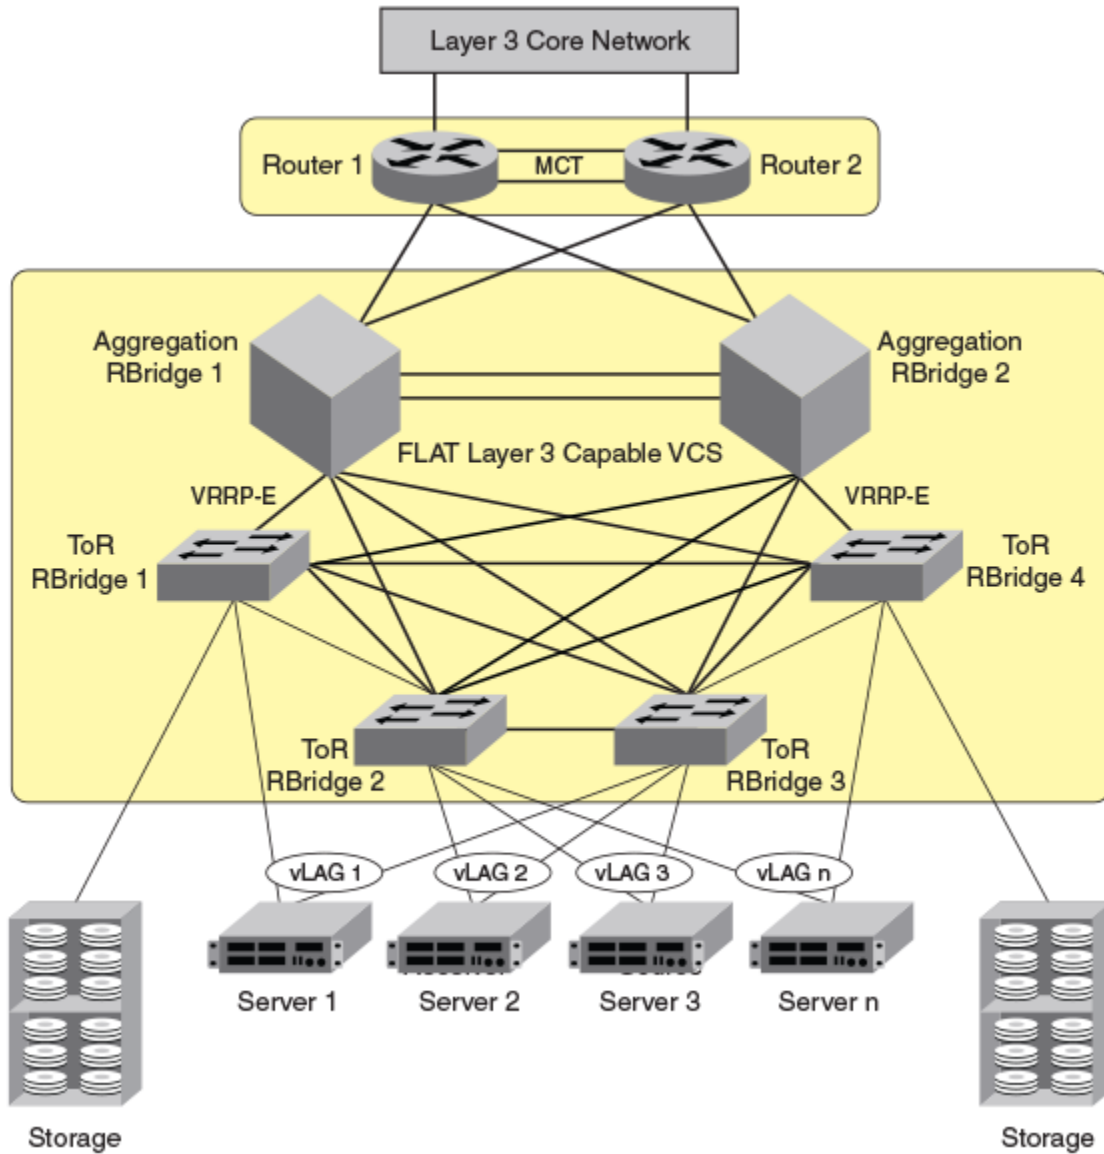 Layer 3 Core Network
Router 1
MCT
Router 2
Aggregation
RBridge 1
Aggregation
RBridge 2
FLAT Layer 3 Capable VCS
VRRP-E
VRRP-E
ToR
RBridge 1
ToR
RBridge 4
ToR
RBridge 2
ToR
RBridge 3
vLAG 1
vLAG 2
vLAG 3
vLAG n
Server 1
Server 2
Server 3
Server n
Storage
Storage